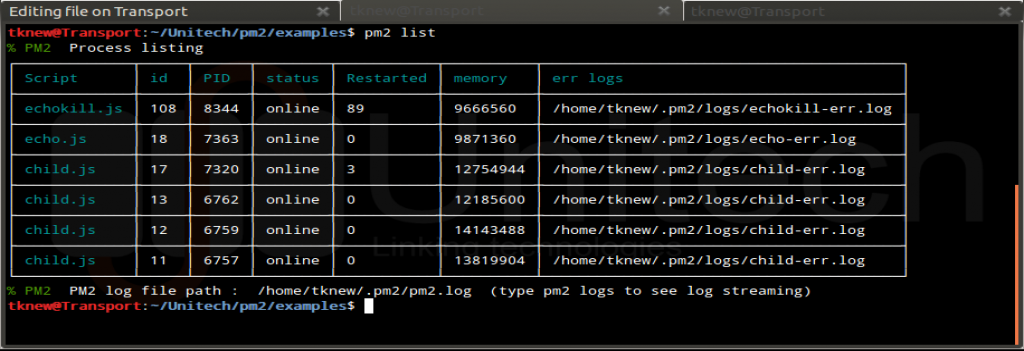 Editing file on Transport × tknew@Transport × tknew@Transport ×
tknew@Transport:~/Unitech/pm2/examples$ pm2 list
% PM2 Process listing
Script id PID status Restarted memory err logs
echokill.js 108 8344 online 89 9666560 /home/tknew/.pm2/logs/echokill-err.log
echo.js 18 7363 online 0 9871360 /home/tknew/.pm2/logs/echo-err.log
child.js 17 7320 online 3 12754944 /home/tknew/.pm2/logs/child-err.log
child.js 13 6762 online 0 12185600 /home/tknew/.pm2/logs/child-err.log
child.js 12 6759 online 0 14143488 /home/tknew/.pm2/logs/child-err.log
child.js 11 6757 online 0 13819904 /home/tknew/.pm2/logs/child-err.log
% PM2 PM2 log file path : /home/tknew/.pm2/pm2.log (type pm2 logs to see log streaming)
tknew@Transport:~/Unitech/pm2/examples$
Unitech
Linking technologies